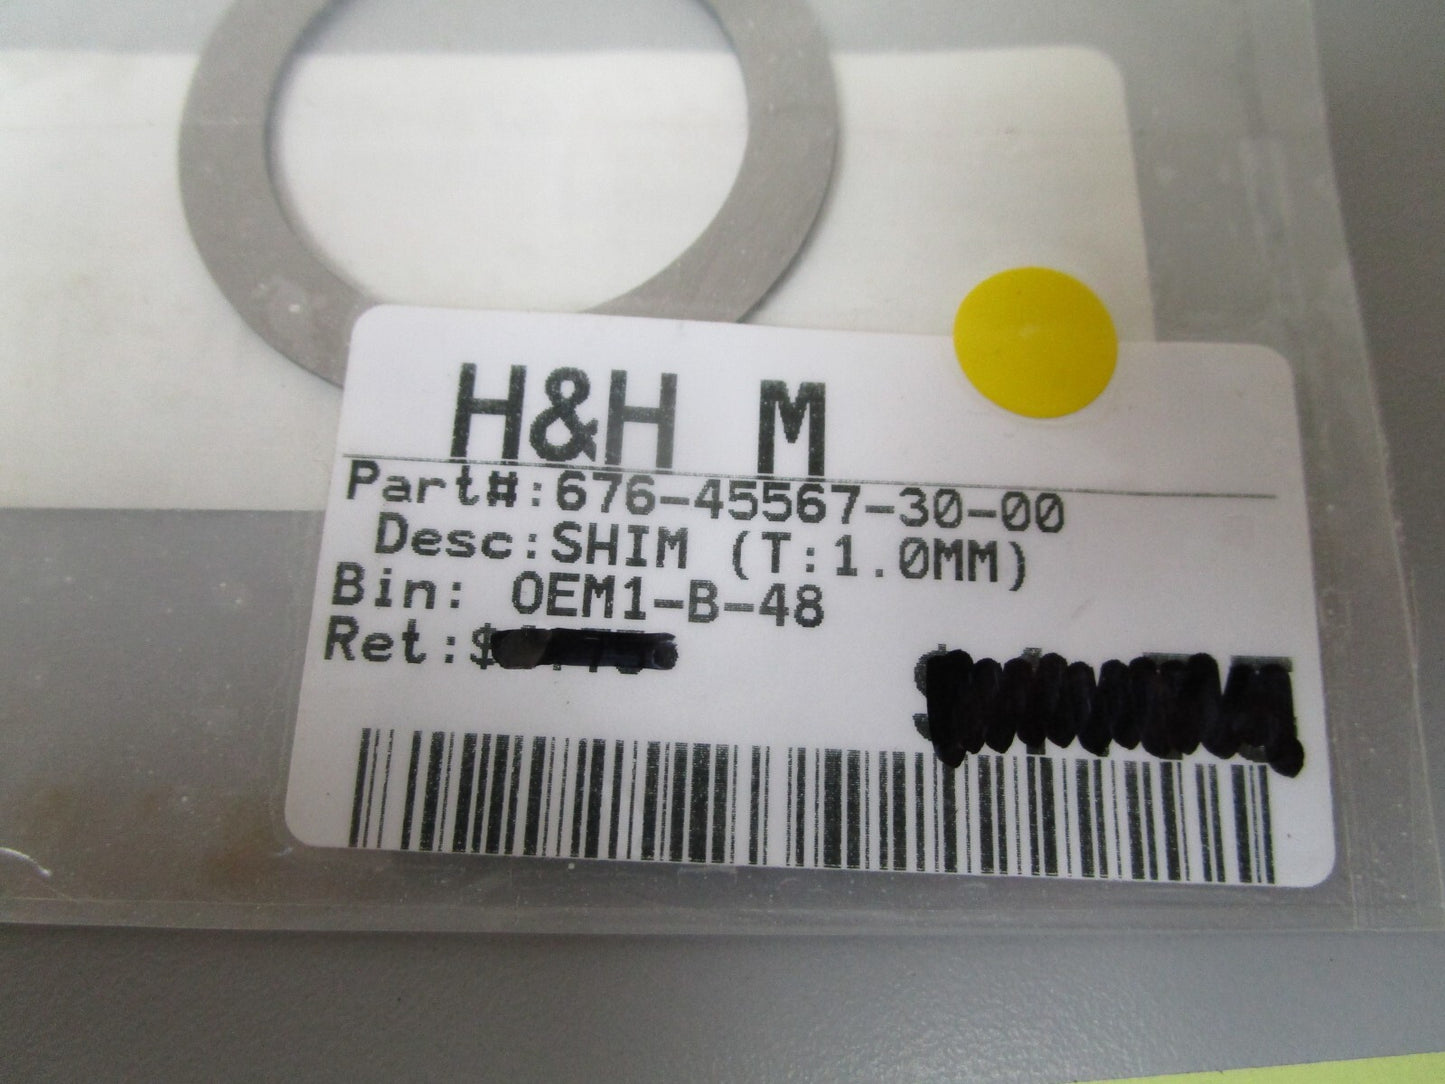 H&H M
Part#:676-45567-30-00
Desc:SHIM (T:1.0MM)
Bin: OEM1-B-48
Ret:$
$